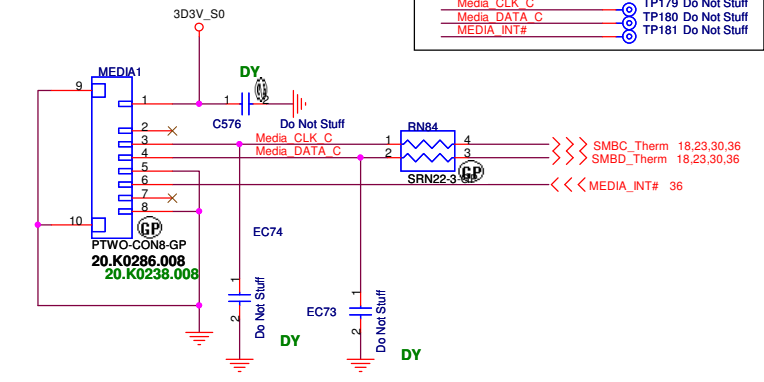 Media_CLK_C
TP179 Do Not Stuff
Media_DATA_C
TP180 Do Not Stuff
MEDIA_INT#
TP181 Do Not Stuff
3D3V_S0
MEDIA1
DY
9
1
1
2
C576
Do Not Stuff
2
3
4
5
6
7
8
10
Media_CLK_C
Media_DATA_C
RN84
1
4
2
3
SRN22-3-GP
GP
SMBC_Therm 18,23,30,36
SMBD_Therm 18,23,30,36
MEDIA_INT# 36
GP
PTWO-CON8-GP
20.K0286.008
20.K0238.008
EC74
1
2
Do Not Stuff
DY
EC73
1
2
Do Not Stuff
DY